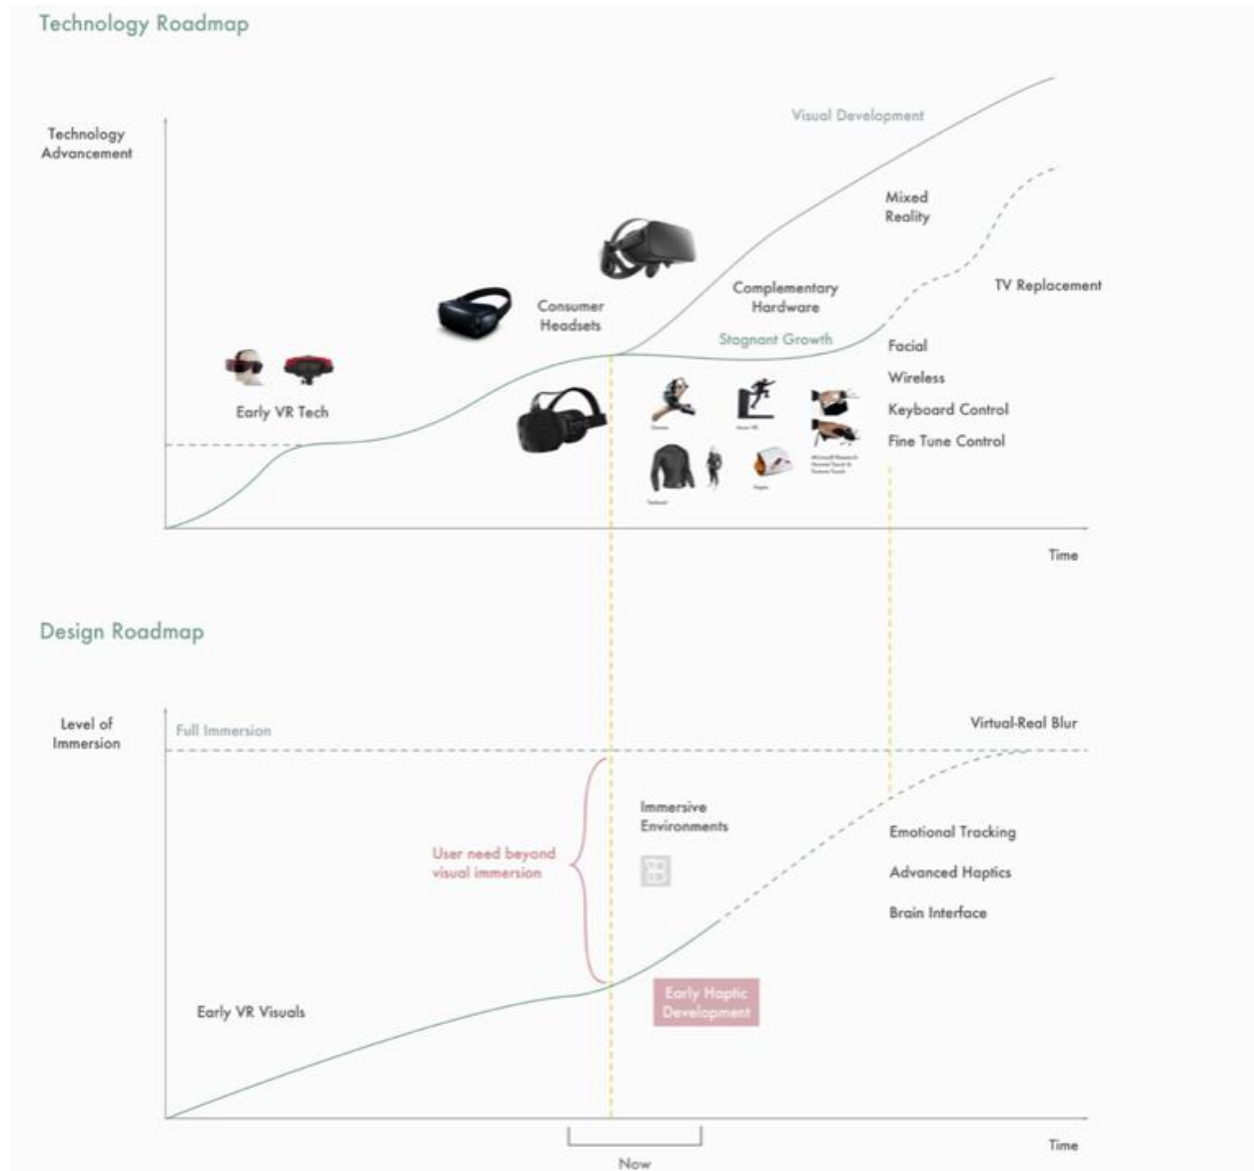 Technology Roadmap
Technology
Advancement
Visual Development
Mixed
Reality
Consumer
Headsets
Complementary
Hardware
TV Replacement
Stagnant Growth
Early VR Tech
Facial
Wireless
Keyboard Control
Fine Tune Control
Microsoft Research
Time
Design Roadmap
Level of
Immersion
Full Immersion
Virtual-Real Blur
Immersive
Environments
User need beyond
visual immersion
Emotional Tracking
Advanced Haptics
Brain Interface
Early Haptic
Development
Early VR Visuals
Time
Now